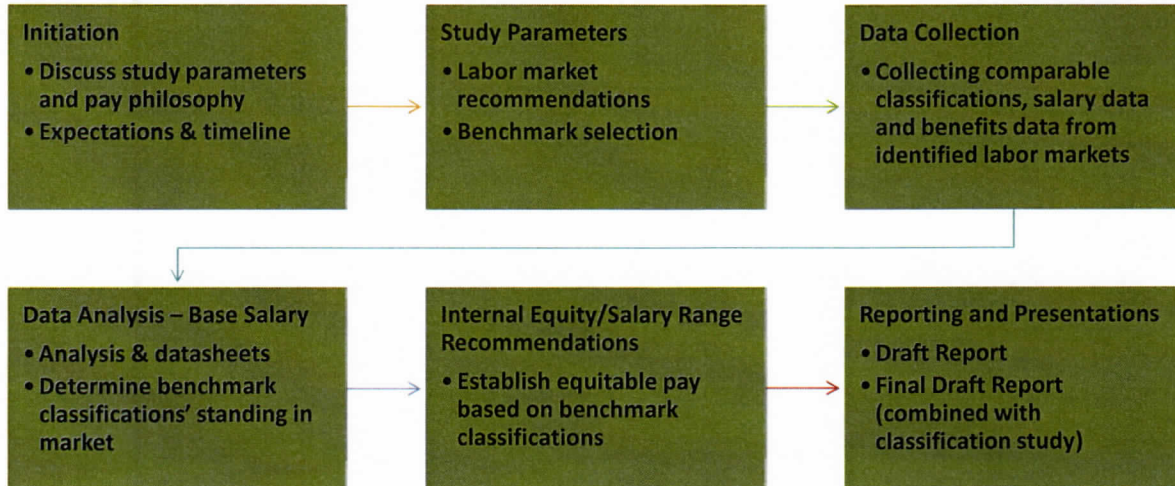 Initiation
• Discuss study parameters
and pay philosophy
• Expectations & timeline
Study Parameters
• Labor market
recommendations
• Benchmark selection
Data Collection
• Collecting comparable
classifications, salary data
and benefits data from
identified labor markets
Data Analysis – Base Salary
• Analysis & datasheets
• Determine benchmark
classifications’ standing in
market
Internal Equity/Salary Range
Recommendations
• Establish equitable pay
based on benchmark
classifications
Reporting and Presentations
• Draft Report
• Final Draft Report
(combined with
classification study)